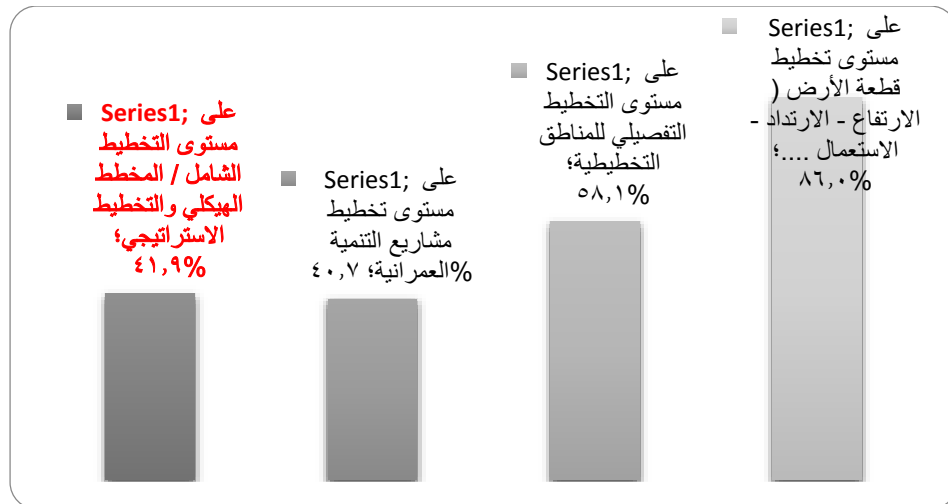 Series1; على
مستوى التخطيط
الشامل / المخطط
الهيكلي والتخطيط
الاستراتيجي؛
٤١,٩%
Series1; على
مستوى تخطيط
مشاريع التنمية
العمرانية؛ ٤٠,٧%
Series1; على
مستوى التخطيط
التفصيلي للمناطق
التخطيطية؛
٥٨,١%
Series1; على
مستوى تخطيط
قطعة الأرض (
الارتفاع - الارتداد -
الاستعمال ....؛
٨٦,٠%